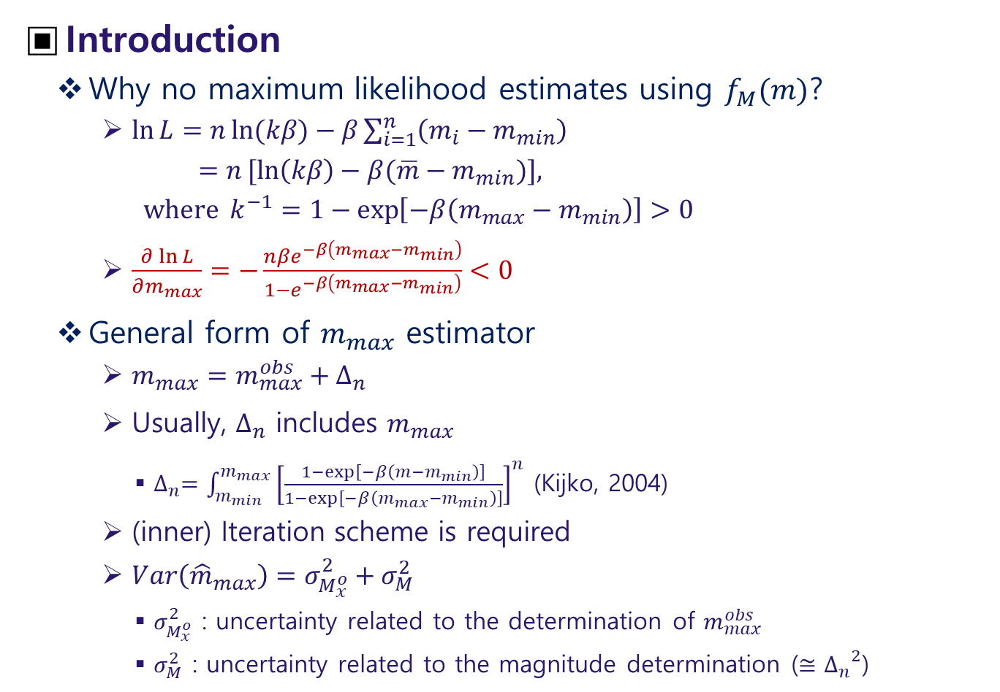 ▣ Introduction
❖ Why no maximum likelihood estimates using $f_M(m)$?
➢ $\ln L = n \ln(k\beta) - \beta \sum_{i=1}^{n}(m_i - m_{min})$
$= n\,[\ln(k\beta) - \beta(\overline{m} - m_{min})],$
where $k^{-1} = 1 - \exp[-\beta(m_{max} - m_{min})] > 0$
➢ $\frac{\partial \ln L}{\partial m_{max}} = -\frac{n\beta e^{-\beta(m_{max}-m_{min})}}{1-e^{-\beta(m_{max}-m_{min})}} < 0$
❖ General form of $m_{max}$ estimator
➢ $m_{max} = m_{max}^{obs} + \Delta_n$
➢ Usually, $\Delta_n$ includes $m_{max}$
▪ $\Delta_n = \int_{m_{min}}^{m_{max}} \left[\frac{1-\exp[-\beta(m-m_{min})]}{1-\exp[-\beta(m_{max}-m_{min})]}\right]^n$ (Kijko, 2004)
➢ (inner) Iteration scheme is required
➢ $Var(\widehat{m}_{max}) = \sigma_{M_x^o}^2 + \sigma_M^2$
▪ $\sigma_{M_x^o}^2$ : uncertainty related to the determination of $m_{max}^{obs}$
▪ $\sigma_M^2$ : uncertainty related to the magnitude determination ($\cong {\Delta_n}^2$)